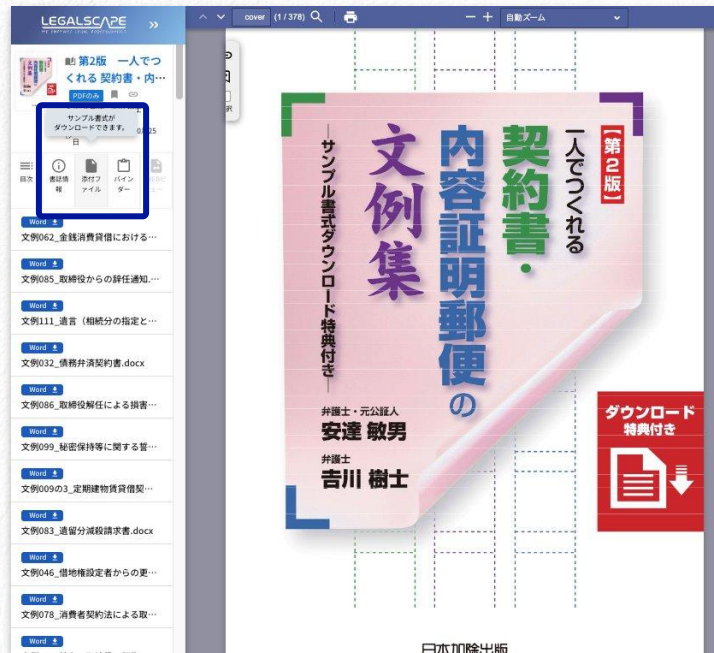 LEGALSCAPE
cover (1 / 378)
自動ズーム
第2版 一人でつ
くれる 契約書・内…
PDFのみ
サンプル書式が
ダウンロードできます。
25
日
目次
書誌情
報
添付フ
ァイル
バイン
ダー
Word
文例062_金銭消費貸借における…
Word
文例085_取締役からの辞任通知.…
Word
文例111_遺言（相続分の指定と…
Word
文例032_債務弁済契約書.docx
Word
文例086_取締役解任による損害…
Word
文例099_秘密保持等に関する誓…
Word
文例009の3_定期建物賃貸借契…
Word
文例083_遺留分減殺請求書.docx
Word
文例046_借地権設定者からの更…
Word
文例078_消費者契約法による取…
Word
択
【第2版】
一人でつくれる
契約書・
内容証明郵便の
文例集
―サンプル書式ダウンロード特典付き―
弁護士・元公証人
安達 敏男
弁護士
吉川 樹士
ダウンロード
特典付き
日本加除出版